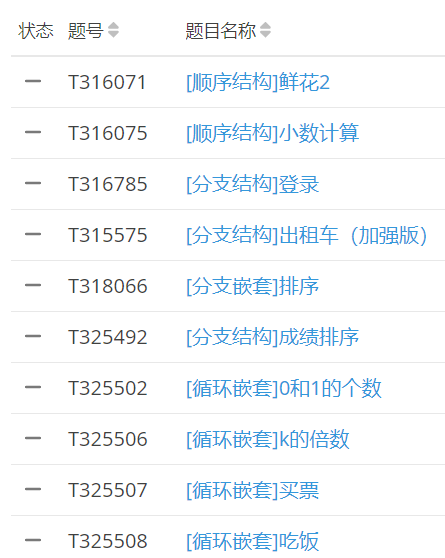 状态 题号 题目名称
T316071 [顺序结构]鲜花2
T316075 [顺序结构]小数计算
T316785 [分支结构]登录
T315575 [分支结构]出租车（加强版）
T318066 [分支嵌套]排序
T325492 [分支结构]成绩排序
T325502 [循环嵌套]0和1的个数
T325506 [循环嵌套]k的倍数
T325507 [循环嵌套]买票
T325508 [循环嵌套]吃饭